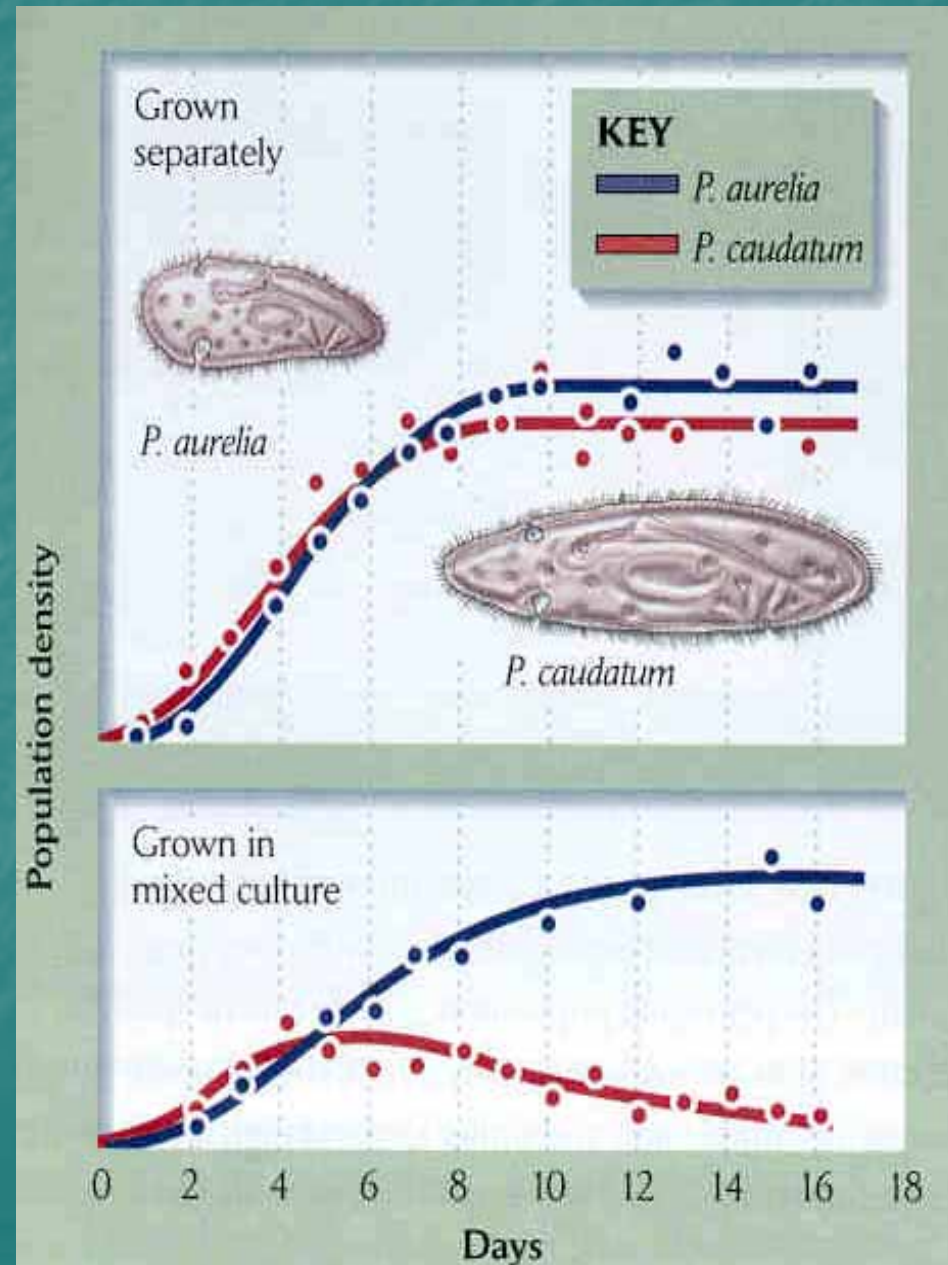 Grown
separately
KEY
P. aurelia
P. caudatum
P. aurelia
P. caudatum
Population density
Grown in
mixed culture
0 2 4 6 8 10 12 14 16 18
Days